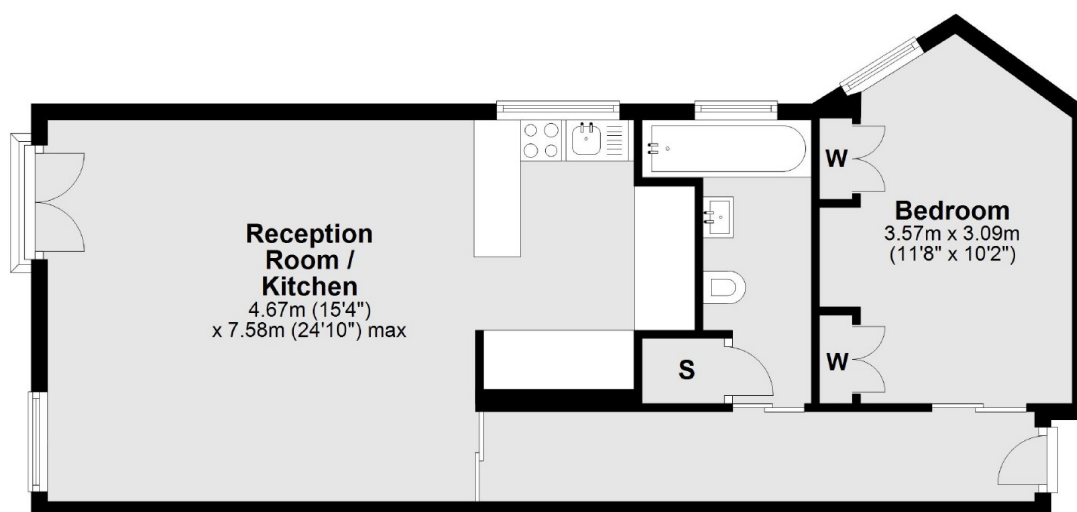 Reception
Room /
Kitchen
4.67m (15'4")
x 7.58m (24'10") max
S
W
W
Bedroom
3.57m x 3.09m
(11'8" x 10'2")